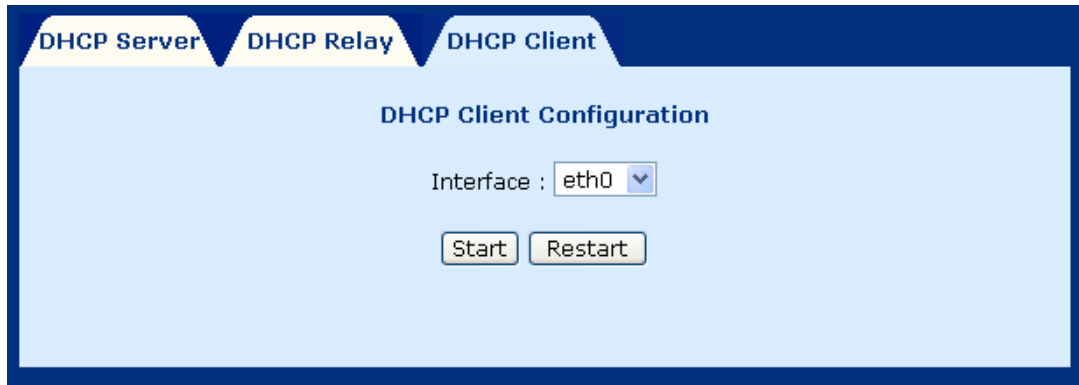 DHCP Server DHCP Relay DHCP Client
DHCP Client Configuration
Interface : eth0
Start Restart